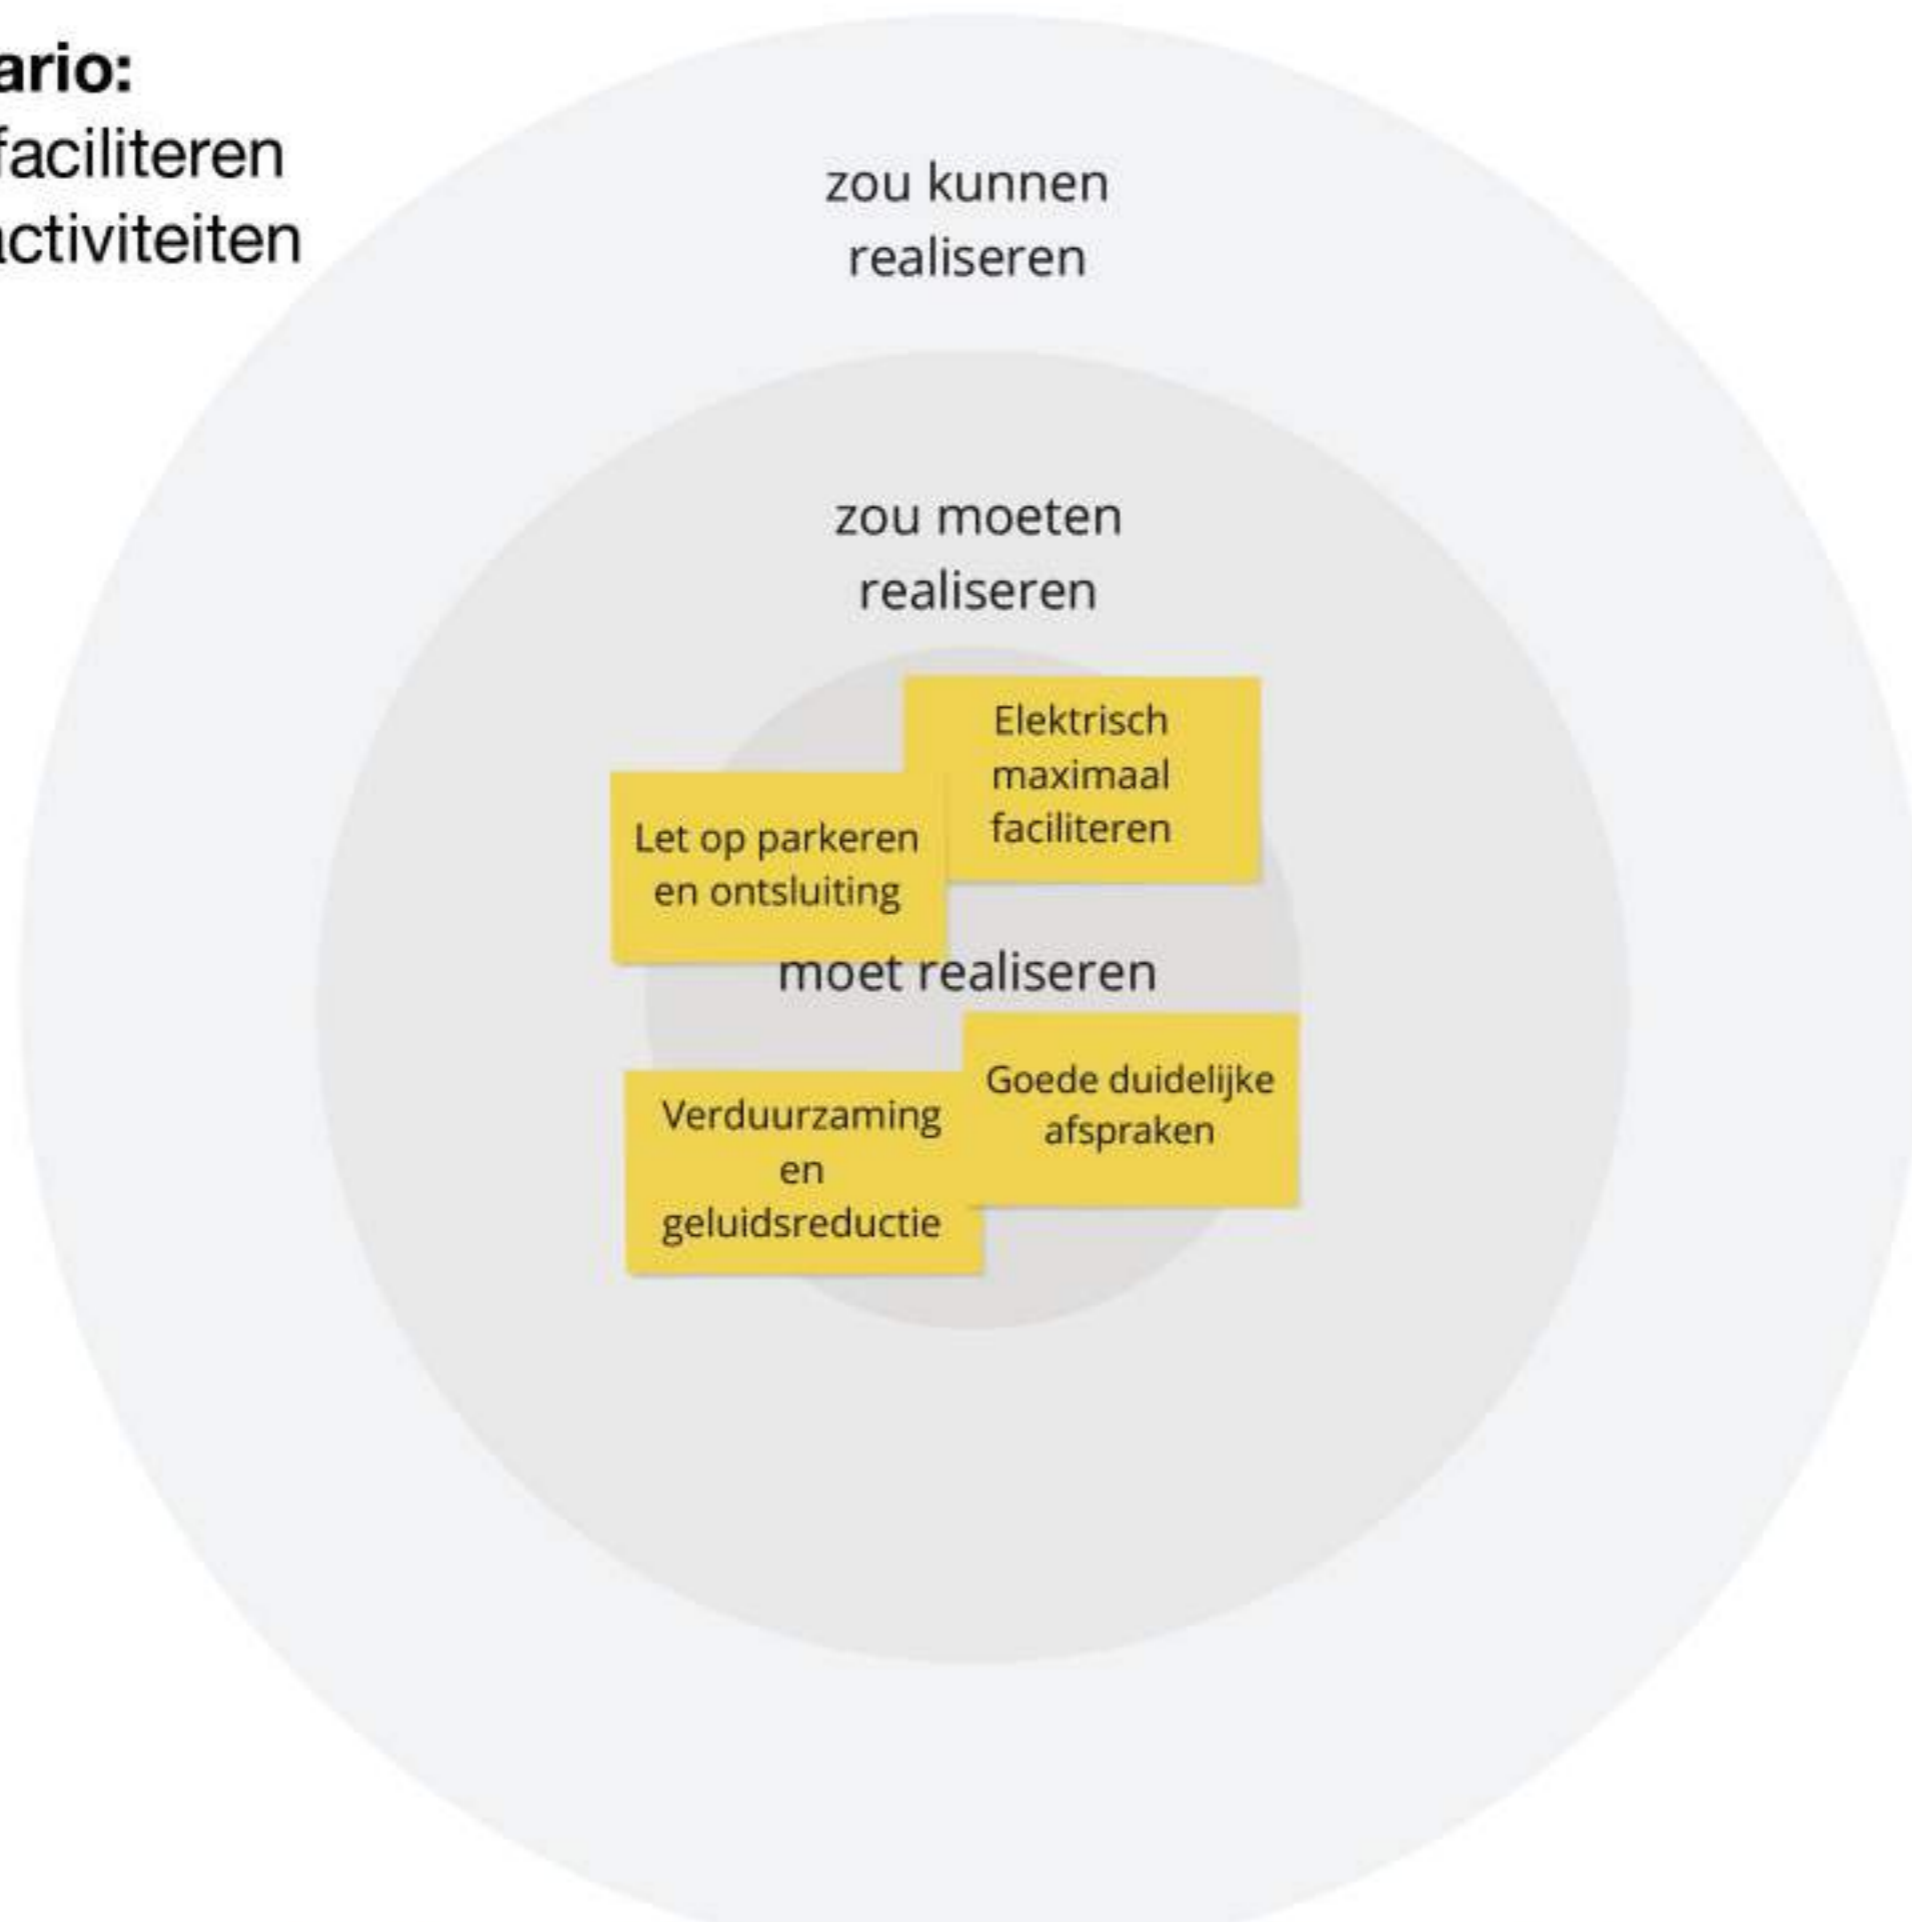 ario:
faciliteren
activiteiten
zou kunnen
realiseren
zou moeten
realiseren
Elektrisch
maximaal
faciliteren
Let op parkeren
en ontsluiting
moet realiseren
Goede duidelijke
afspraken
Verduurzaming
en
geluidsreductie